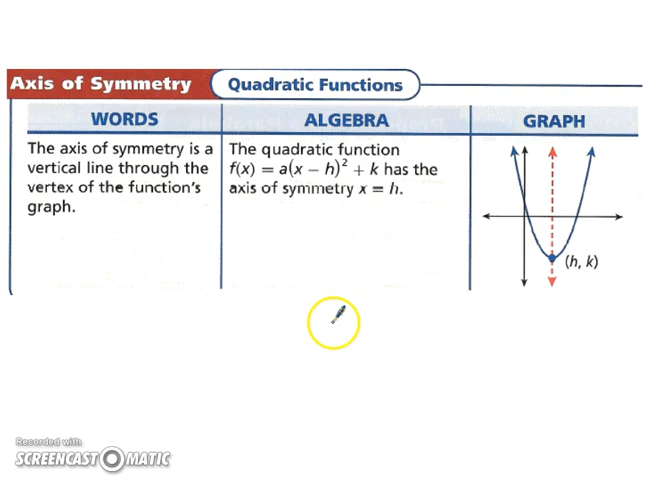 Axis of Symmetry Quadratic Functions
WORDS ALGEBRA GRAPH
The axis of symmetry is a
vertical line through the
vertex of the function's
graph.
The quadratic function
f(x) = a(x – h)² + k has the
axis of symmetry x = h.
(h, k)
Recorded with
SCREENCAST-O-MATIC